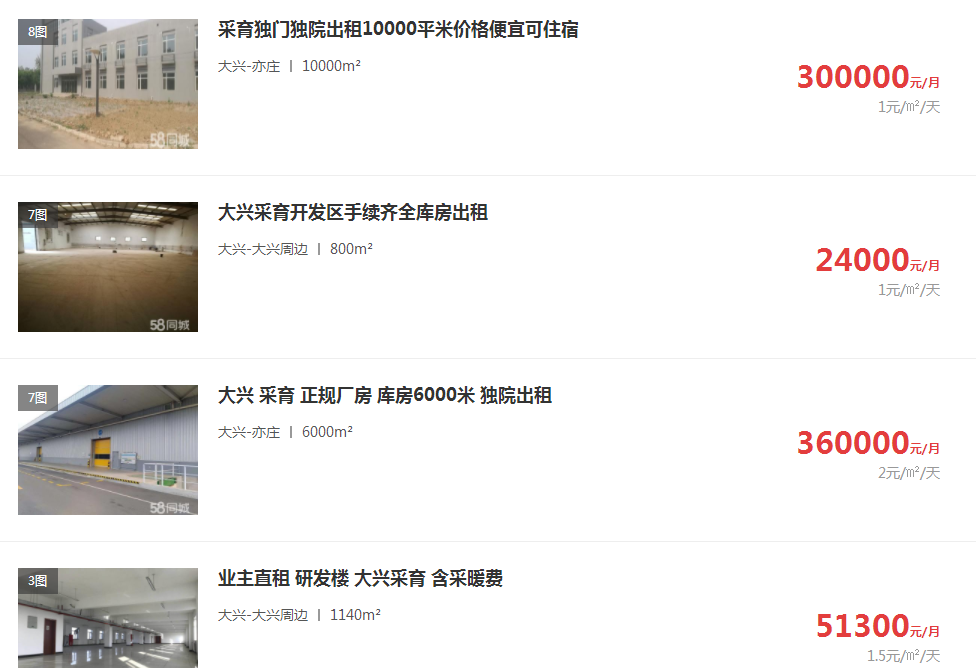 8图
采育独门独院出租10000平米价格便宜可住宿
大兴-亦庄 | 10000m²
300000元/月
1元/㎡/天
58同城
7图
大兴采育开发区手续齐全库房出租
大兴-大兴周边 | 800m²
24000元/月
1元/㎡/天
58同城
7图
大兴 采育 正规厂房 库房6000米 独院出租
大兴-亦庄 | 6000m²
360000元/月
2元/㎡/天
58同城
3图
业主直租 研发楼 大兴采育 含采暖费
大兴-大兴周边 | 1140m²
51300元/月
1.5元/㎡/天